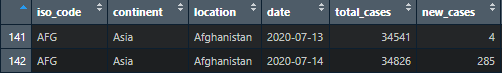 iso_code continent location date total_cases new_cases
141 AFG Asia Afghanistan 2020-07-13 34541 4
142 AFG Asia Afghanistan 2020-07-14 34826 285